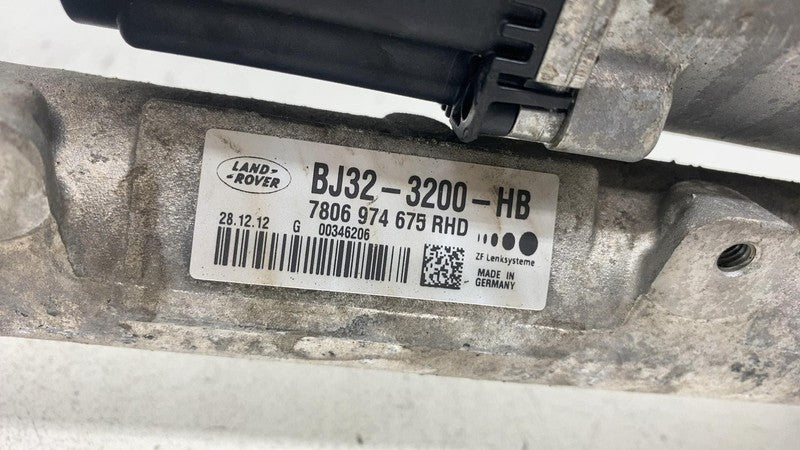 LAND-
-ROVER
BJ32-3200-HB
7806 974 675 RHD
28.12.12 G 00346206
ZF Lenksysteme
MADE IN
GERMANY